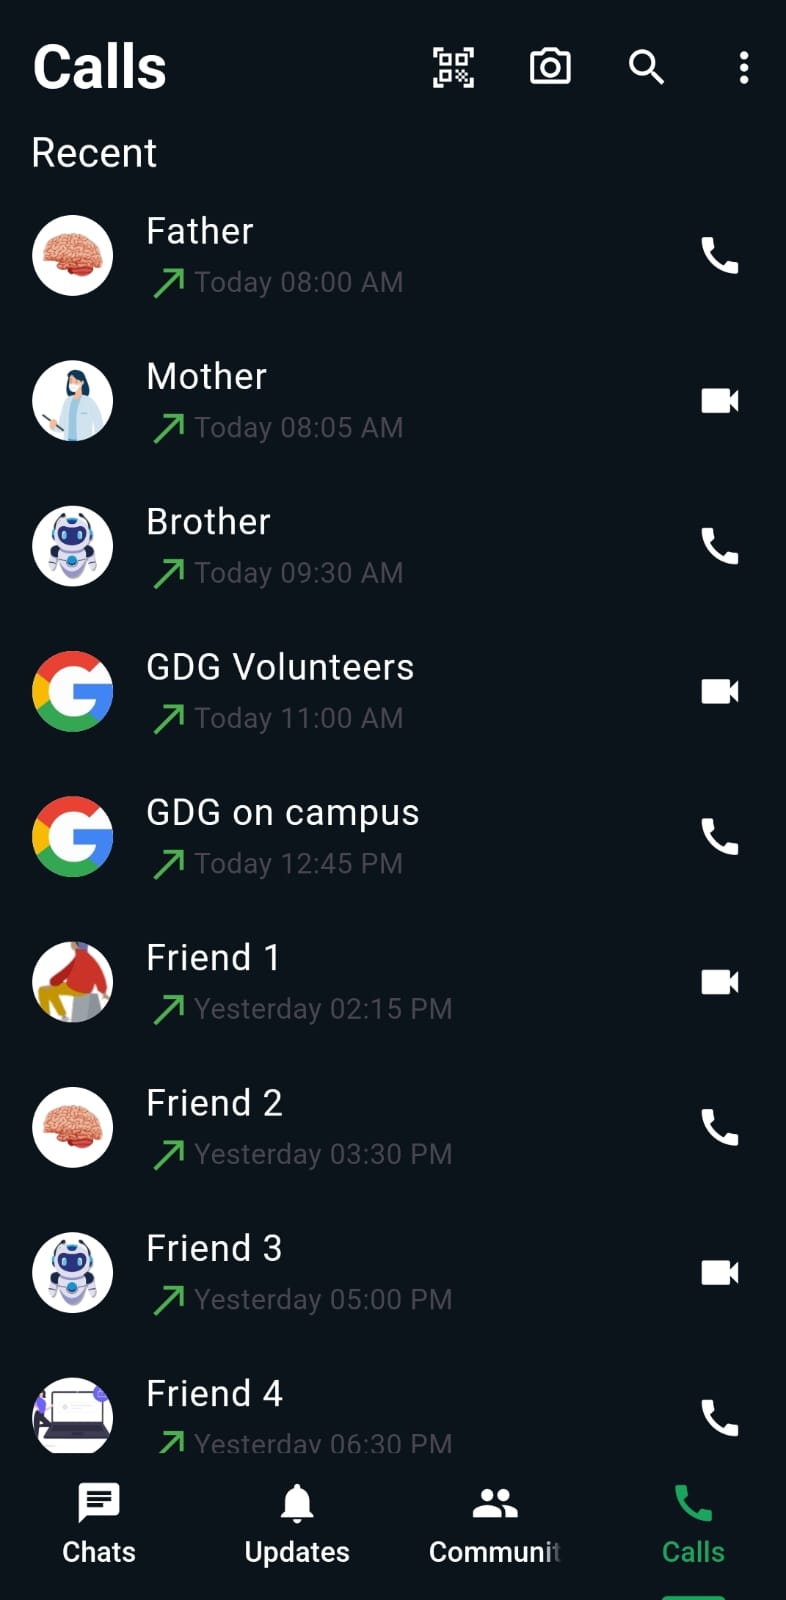 Calls
Recent
Father
Today 08:00 AM
Mother
Today 08:05 AM
Brother
Today 09:30 AM
GDG Volunteers
Today 11:00 AM
GDG on campus
Today 12:45 PM
Friend 1
Yesterday 02:15 PM
Friend 2
Yesterday 03:30 PM
Friend 3
Yesterday 05:00 PM
Friend 4
Yesterday 06:30 PM
Chats Updates Communit Calls